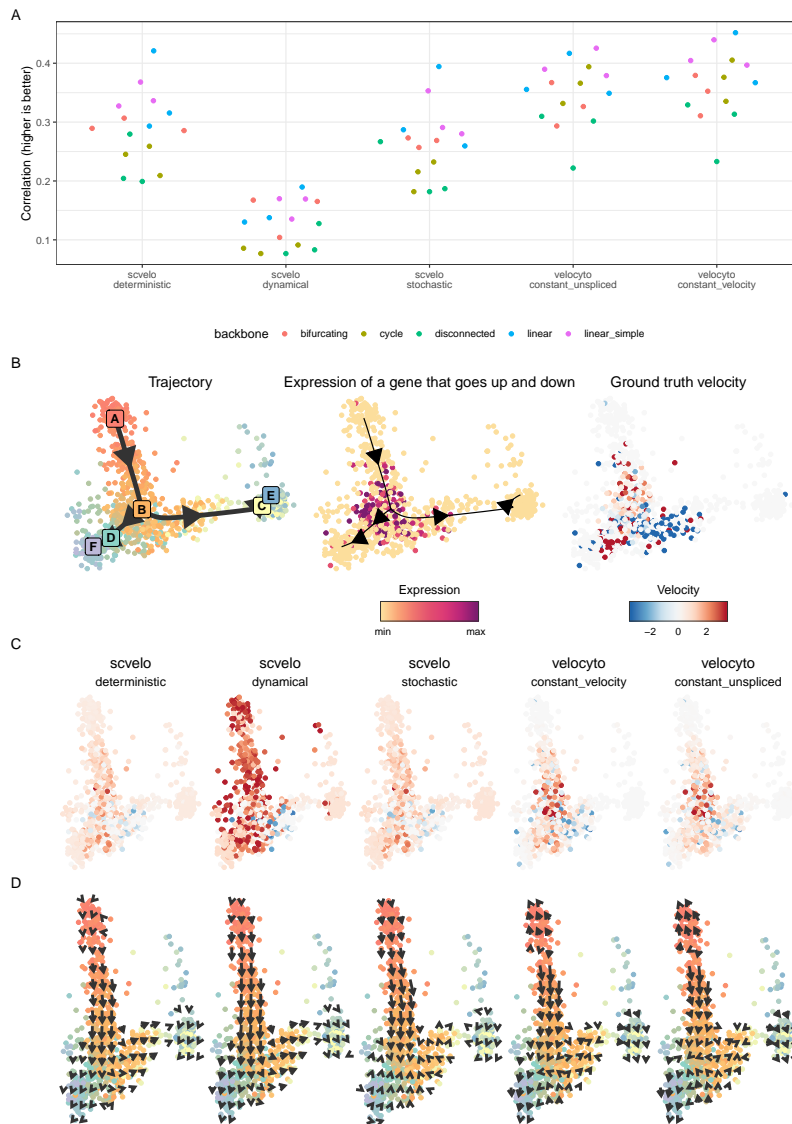 A
Correlation (higher is better)
0.4
0.3
0.2
0.1
scvelo
deterministic
scvelo
dynamical
scvelo
stochastic
velocyto
constant_unspliced
velocyto
constant_velocity
backbone bifurcating cycle disconnected linear linear_simple
B
Trajectory
Expression of a gene that goes up and down
Ground truth velocity
A
B
C
E
D
F
Expression
min max
Velocity
−2 0 2
C
scvelo
deterministic
scvelo
dynamical
scvelo
stochastic
velocyto
constant_velocity
velocyto
constant_unspliced
D